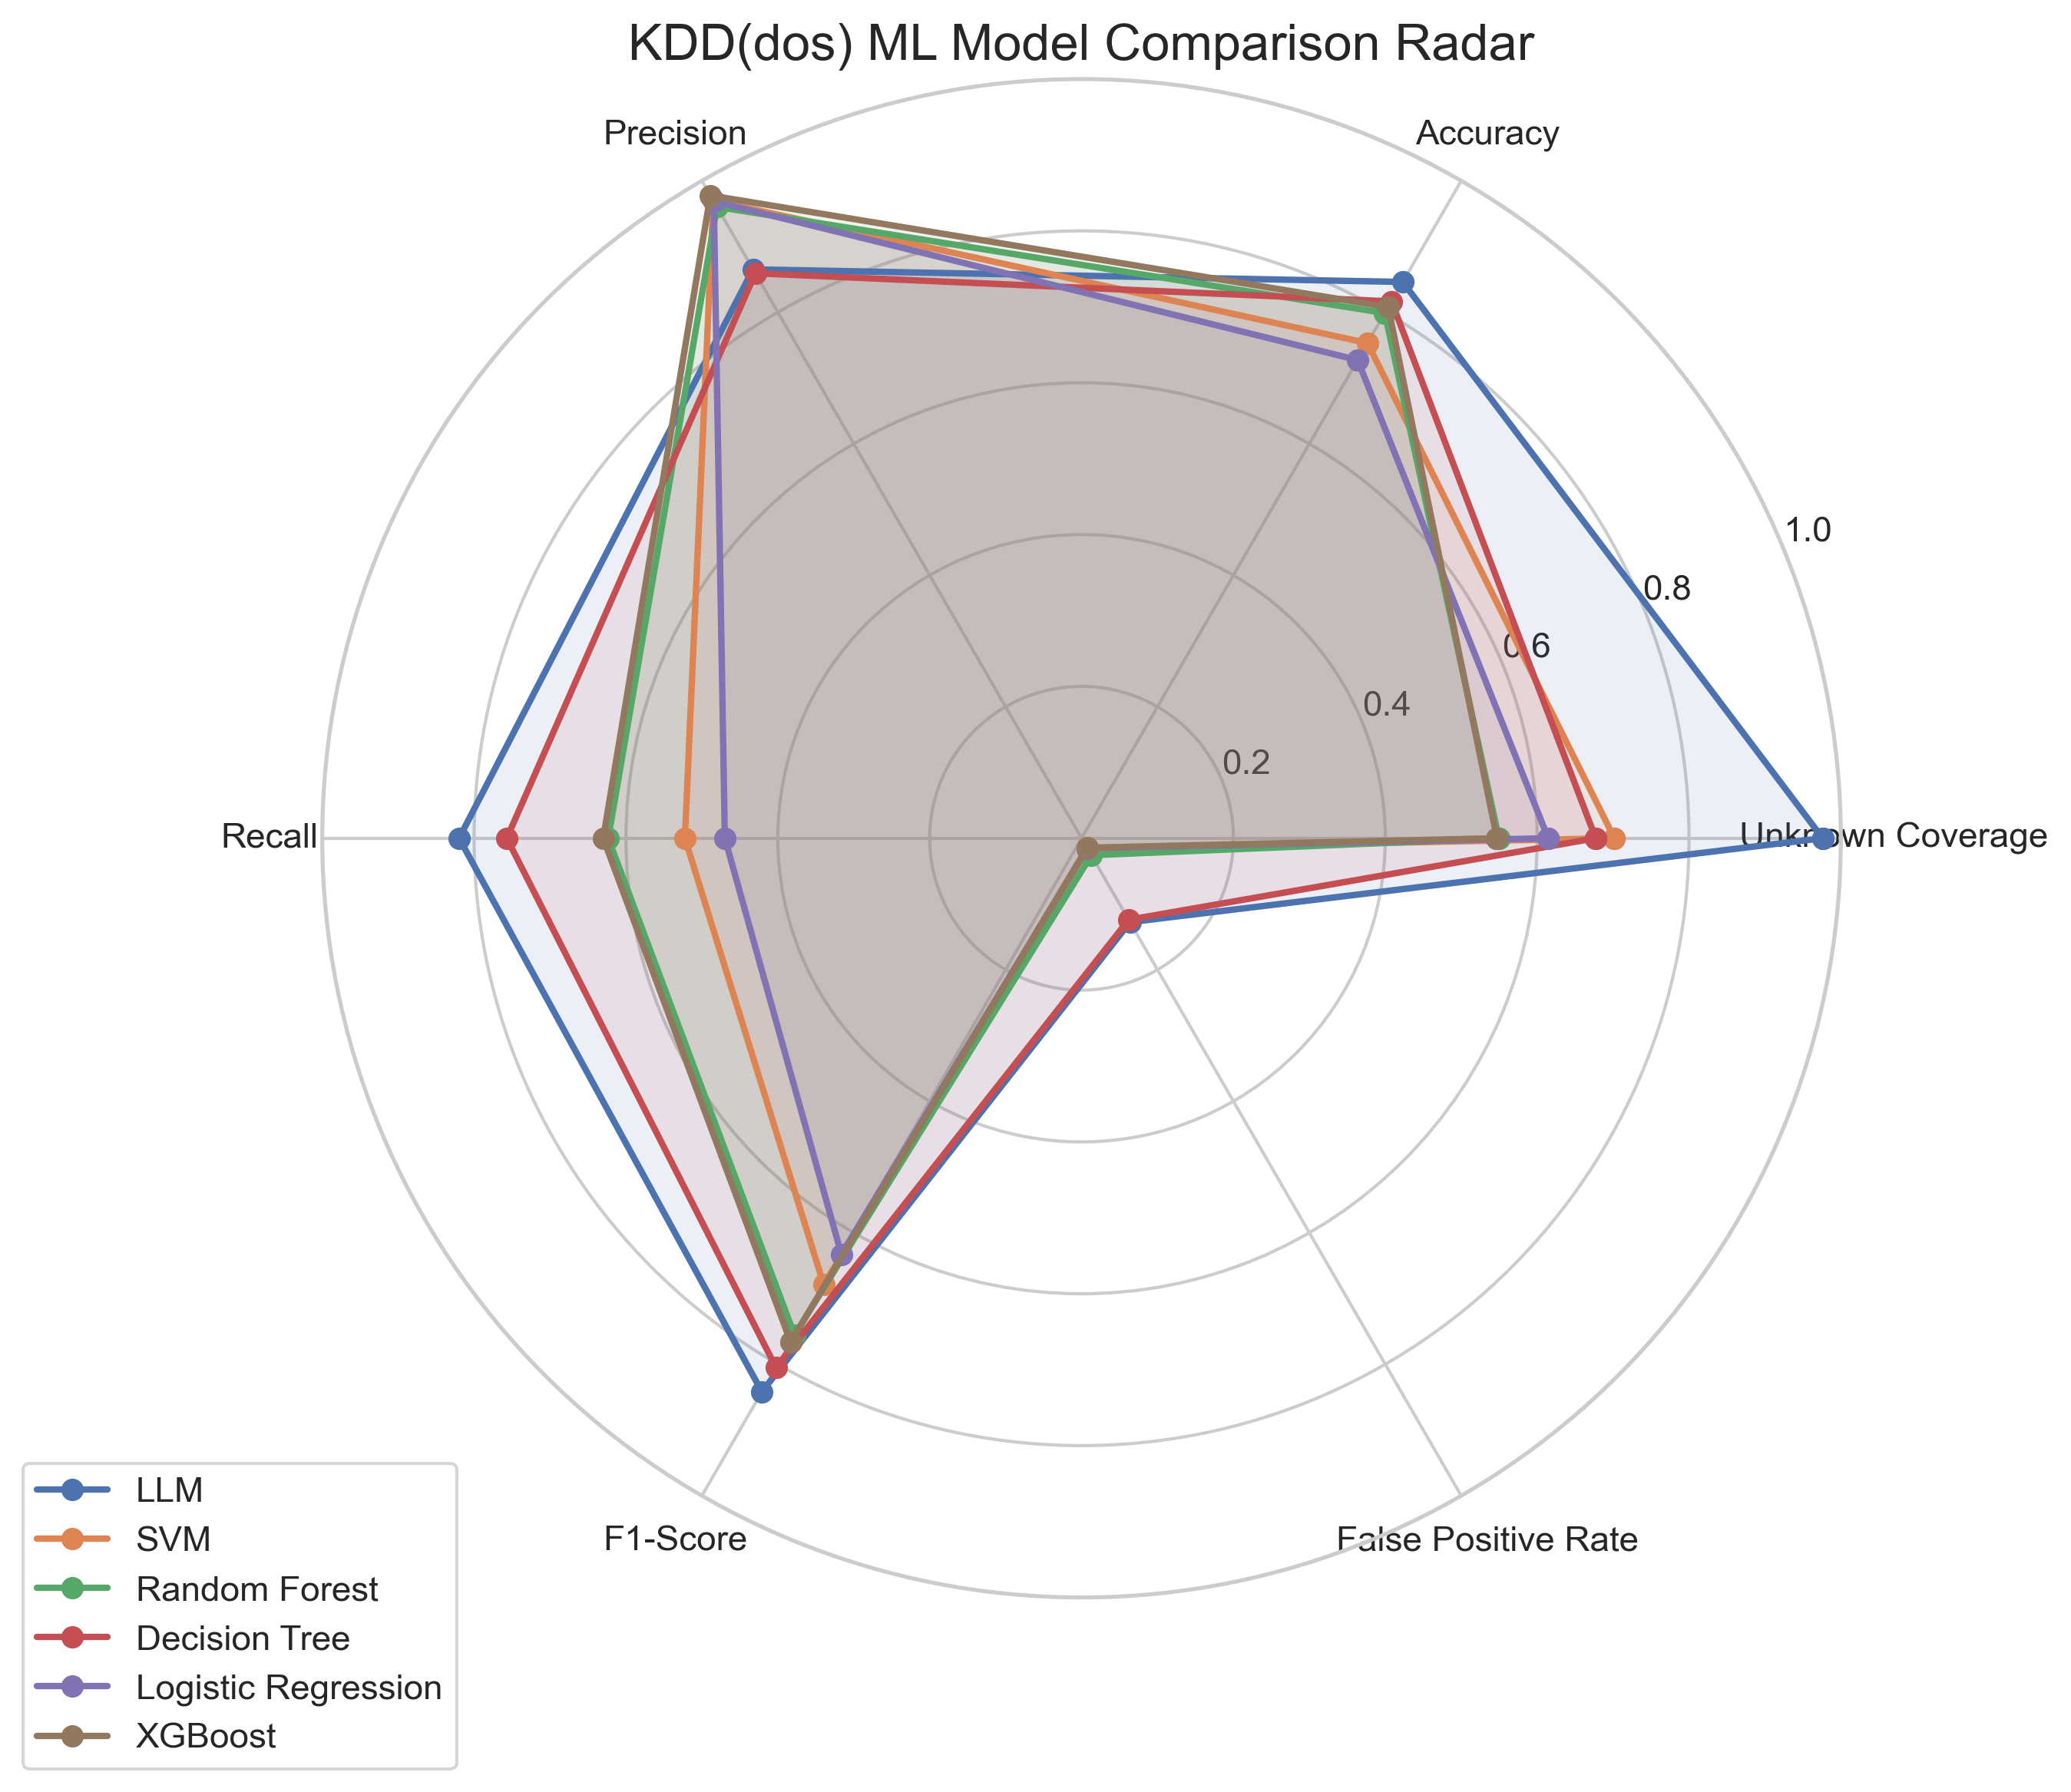 KDD(dos) ML Model Comparison Radar
Precision
Accuracy
1.0
0.8
0.6
0.4
0.2
Recall
Unknown Coverage
F1-Score
False Positive Rate
LLM
SVM
Random Forest
Decision Tree
Logistic Regression
XGBoost